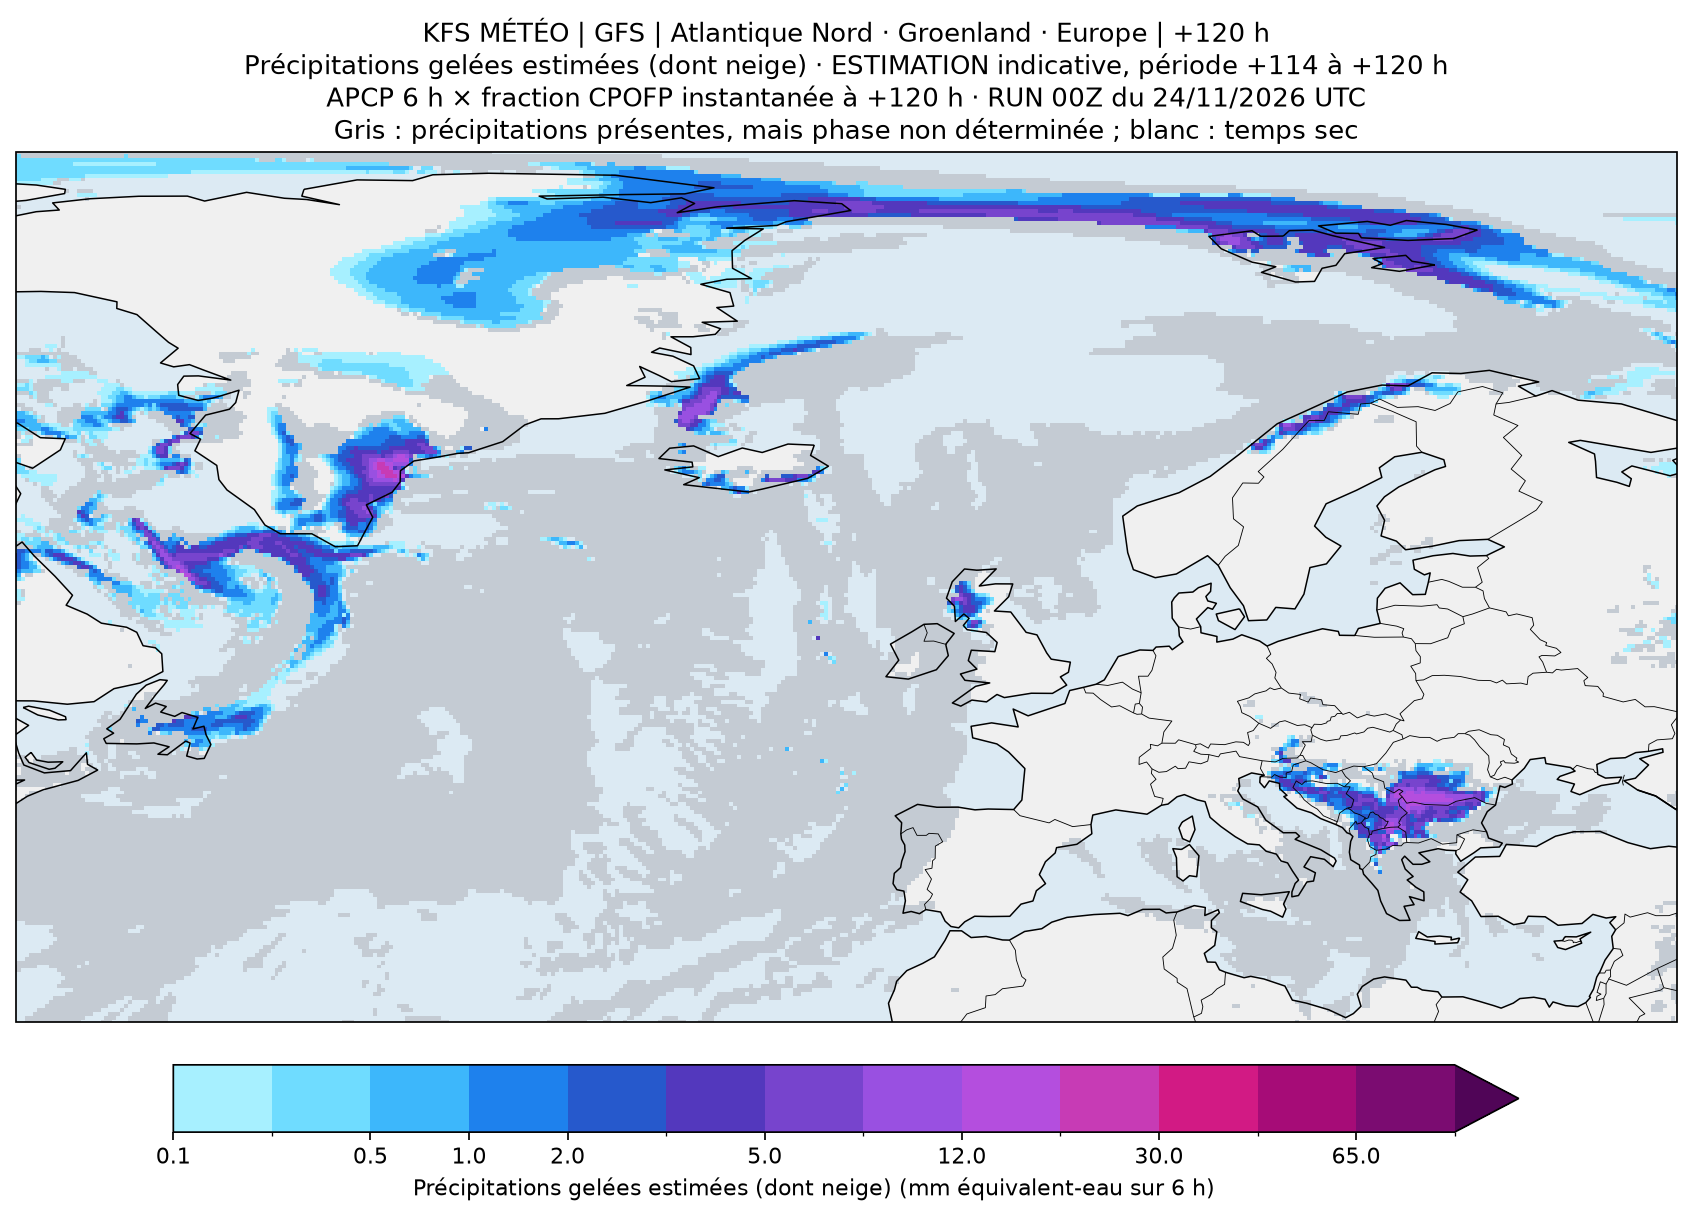 KFS MÉTÉO | GFS | Atlantique Nord · Groenland · Europe | +120 h
Précipitations gelées estimées (dont neige) · ESTIMATION indicative, période +114 à +120 h
APCP 6 h × fraction CPOFP instantanée à +120 h · RUN 00Z du 24/11/2026 UTC
Gris : précipitations présentes, mais phase non déterminée ; blanc : temps sec
0.1 0.5 1.0 2.0 5.0 12.0 30.0 65.0
Précipitations gelées estimées (dont neige) (mm équivalent-eau sur 6 h)